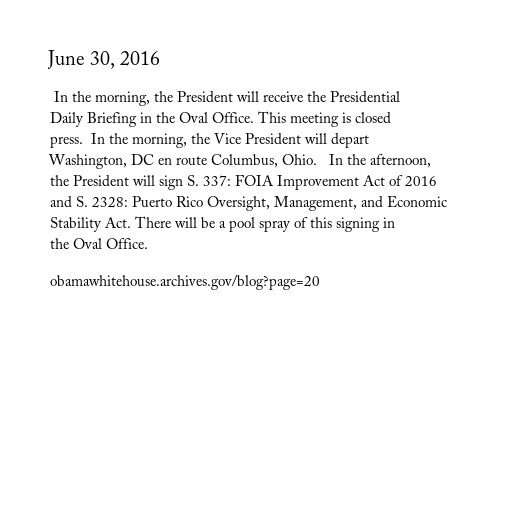 June 30, 2016
In the morning, the President will receive the Presidential
Daily Briefing in the Oval Office. This meeting is closed
press.  In the morning, the Vice President will depart
Washington, DC en route Columbus, Ohio.   In the afternoon,
the President will sign S. 337: FOIA Improvement Act of 2016
and S. 2328: Puerto Rico Oversight, Management, and Economic
Stability Act. There will be a pool spray of this signing in
the Oval Office.
obamawhitehouse.archives.gov/blog?page=20